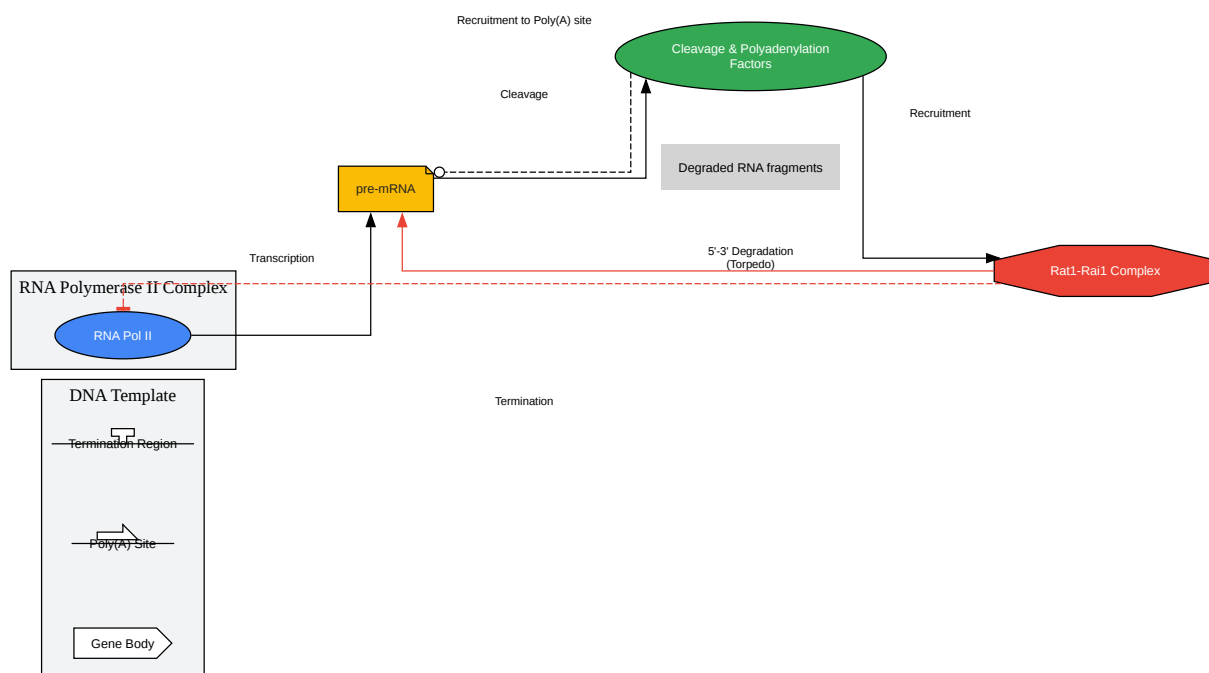 Recruitment to Poly(A) site
Cleavage & Polyadenylation
Factors
Cleavage
Recruitment
Degraded RNA fragments
pre-mRNA
5'-3' Degradation
(Torpedo)
Transcription
Rat1-Rai1 Complex
RNA Polymerase II Complex
RNA Pol II
DNA Template
Termination
Termination Region
Poly(A) Site
Gene Body